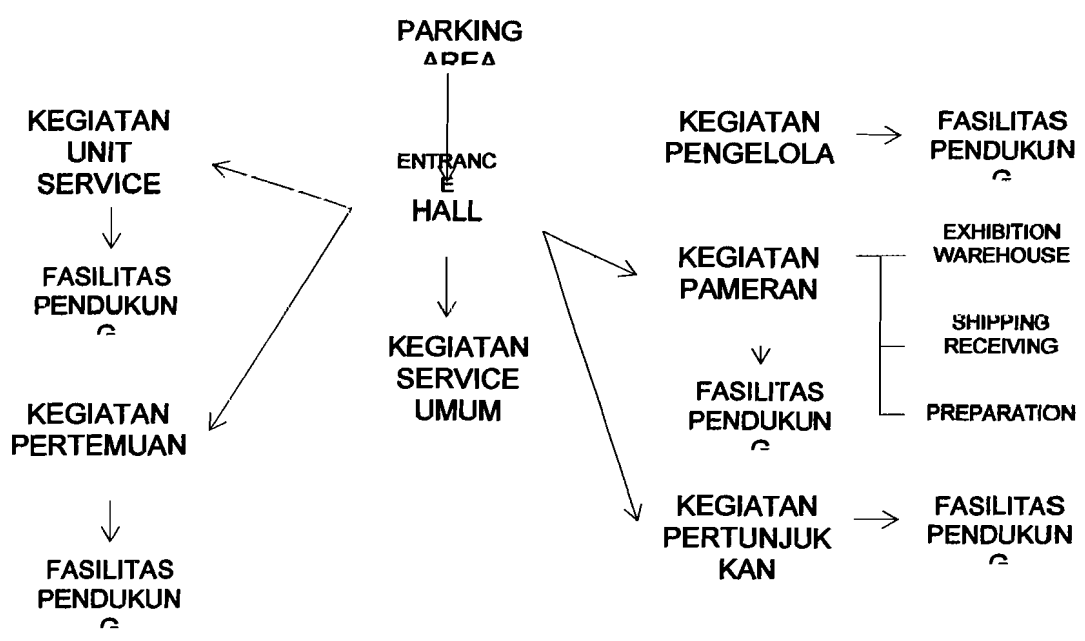 PARKING
AREA
KEGIATAN
UNIT
SERVICE
FASILITAS
PENDUKUN
G
KEGIATAN
PERTEMUAN
FASILITAS
PENDUKUN
G
ENTRANC
E
HALL
KEGIATAN
SERVICE
UMUM
KEGIATAN
PENGELOLA
FASILITAS
PENDUKUN
G
KEGIATAN
PAMERAN
EXHIBITION
WAREHOUSE
SHIPPING
RECEIVING
PREPARATION
FASILITAS
PENDUKUN
G
KEGIATAN
PERTUNJUK
KAN
FASILITAS
PENDUKUN
G